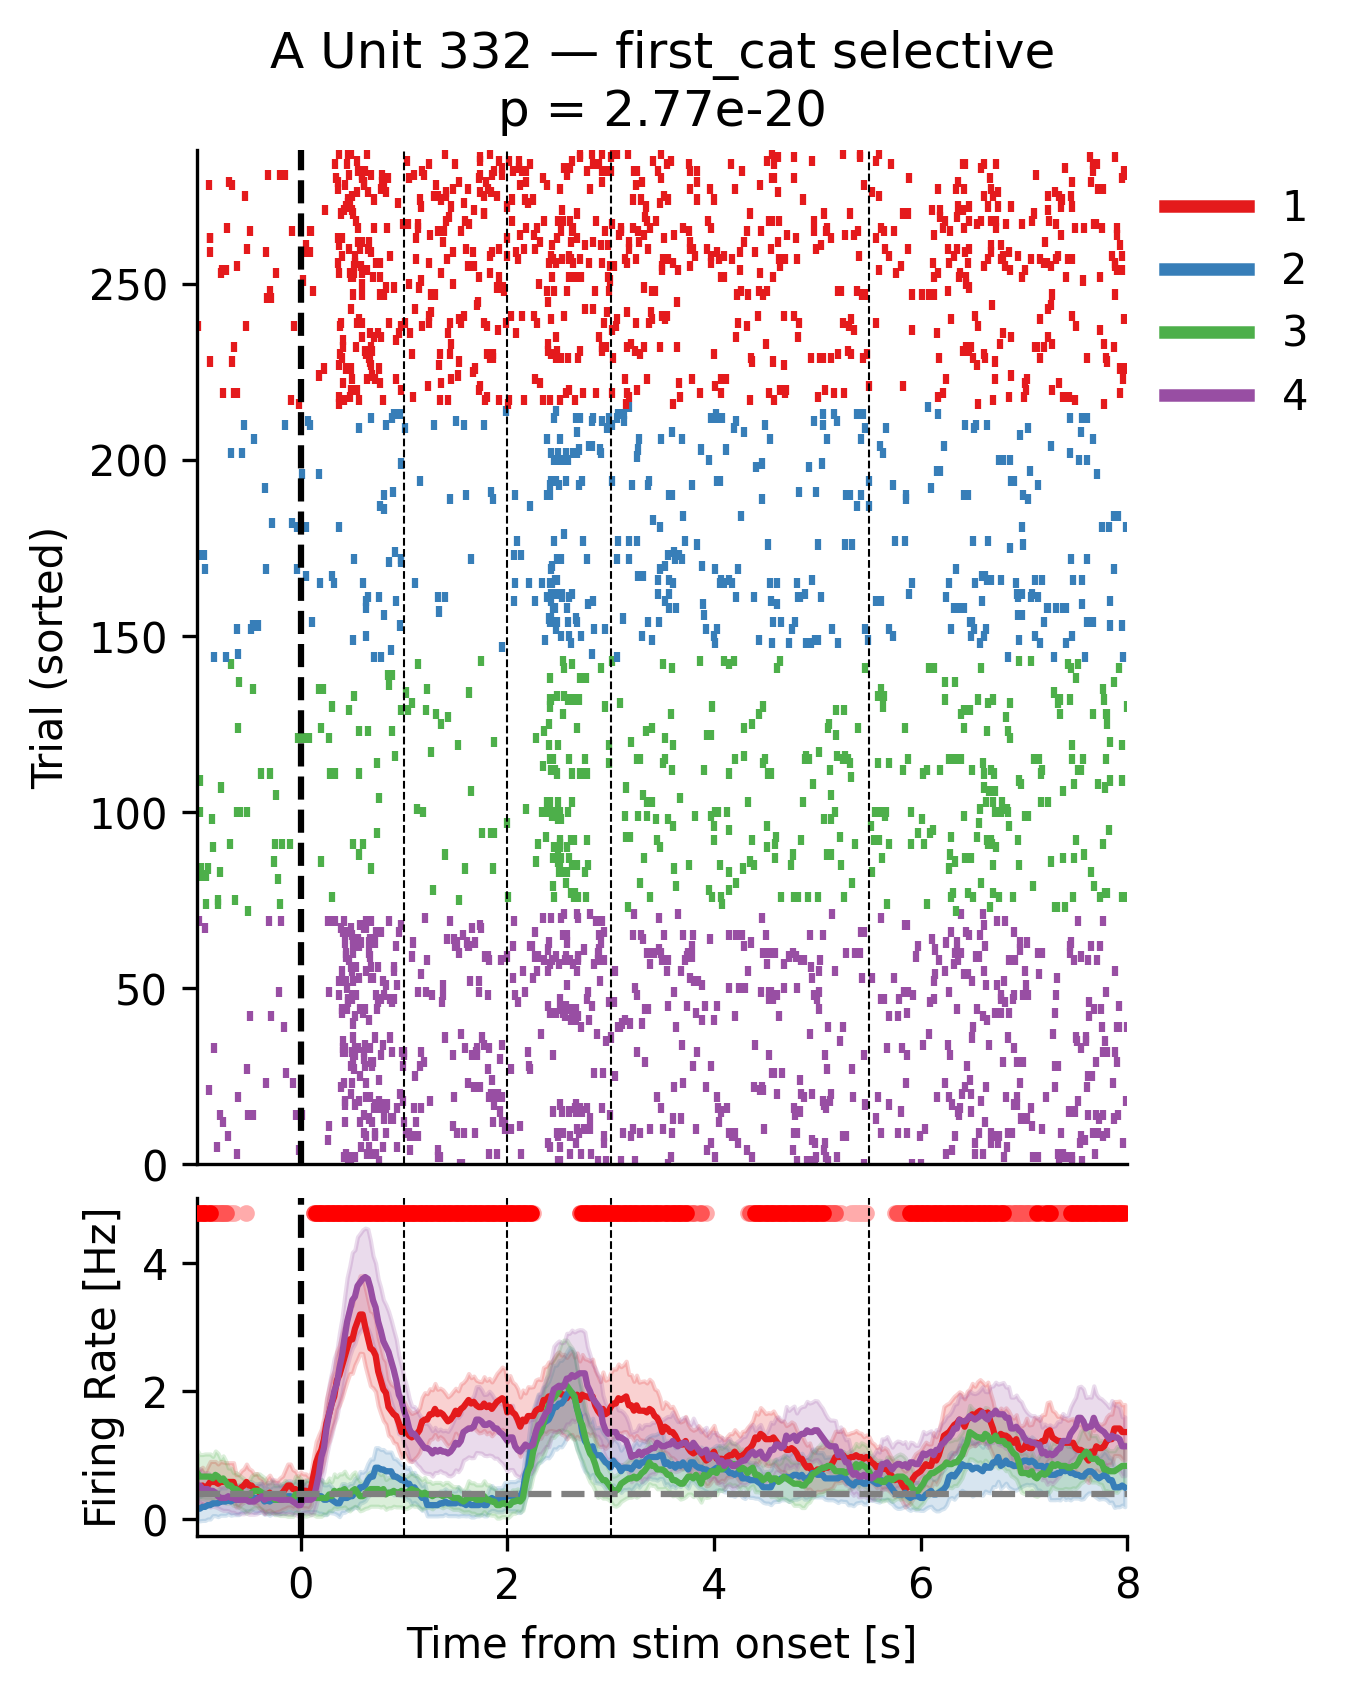 A Unit 332 — first_cat selective
p = 2.77e-20
Trial (sorted)
250
200
150
100
50
0
1
2
3
4
Firing Rate [Hz]
4
2
0
0 2 4 6 8
Time from stim onset [s]